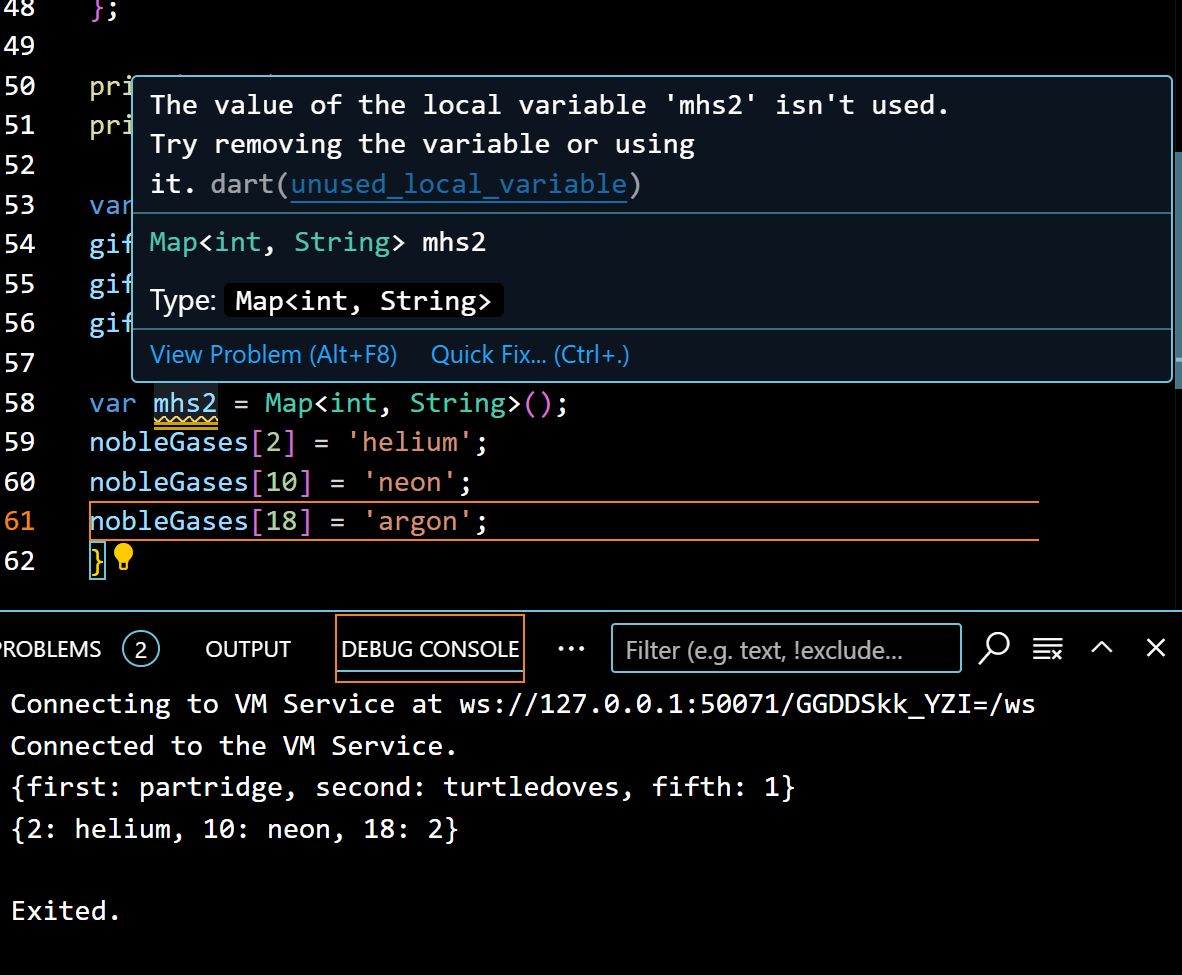 48 };
49
50 pri
51 pri
52
53 var
54 gif
55 gif
56 gif
57
The value of the local variable 'mhs2' isn't used.
Try removing the variable or using
it. dart(unused_local_variable)
Map<int, String> mhs2
Type: Map<int, String>
View Problem (Alt+F8) Quick Fix... (Ctrl+.)
58 var mhs2 = Map<int, String>();
59 nobleGases[2] = 'helium';
60 nobleGases[10] = 'neon';
61 nobleGases[18] = 'argon';
62 }
ROBLEMS 2 OUTPUT DEBUG CONSOLE ··· Filter (e.g. text, !exclude...
Connecting to VM Service at ws://127.0.0.1:50071/GGDDSkk_YZI=/ws
Connected to the VM Service.
{first: partridge, second: turtledoves, fifth: 1}
{2: helium, 10: neon, 18: 2}
Exited.